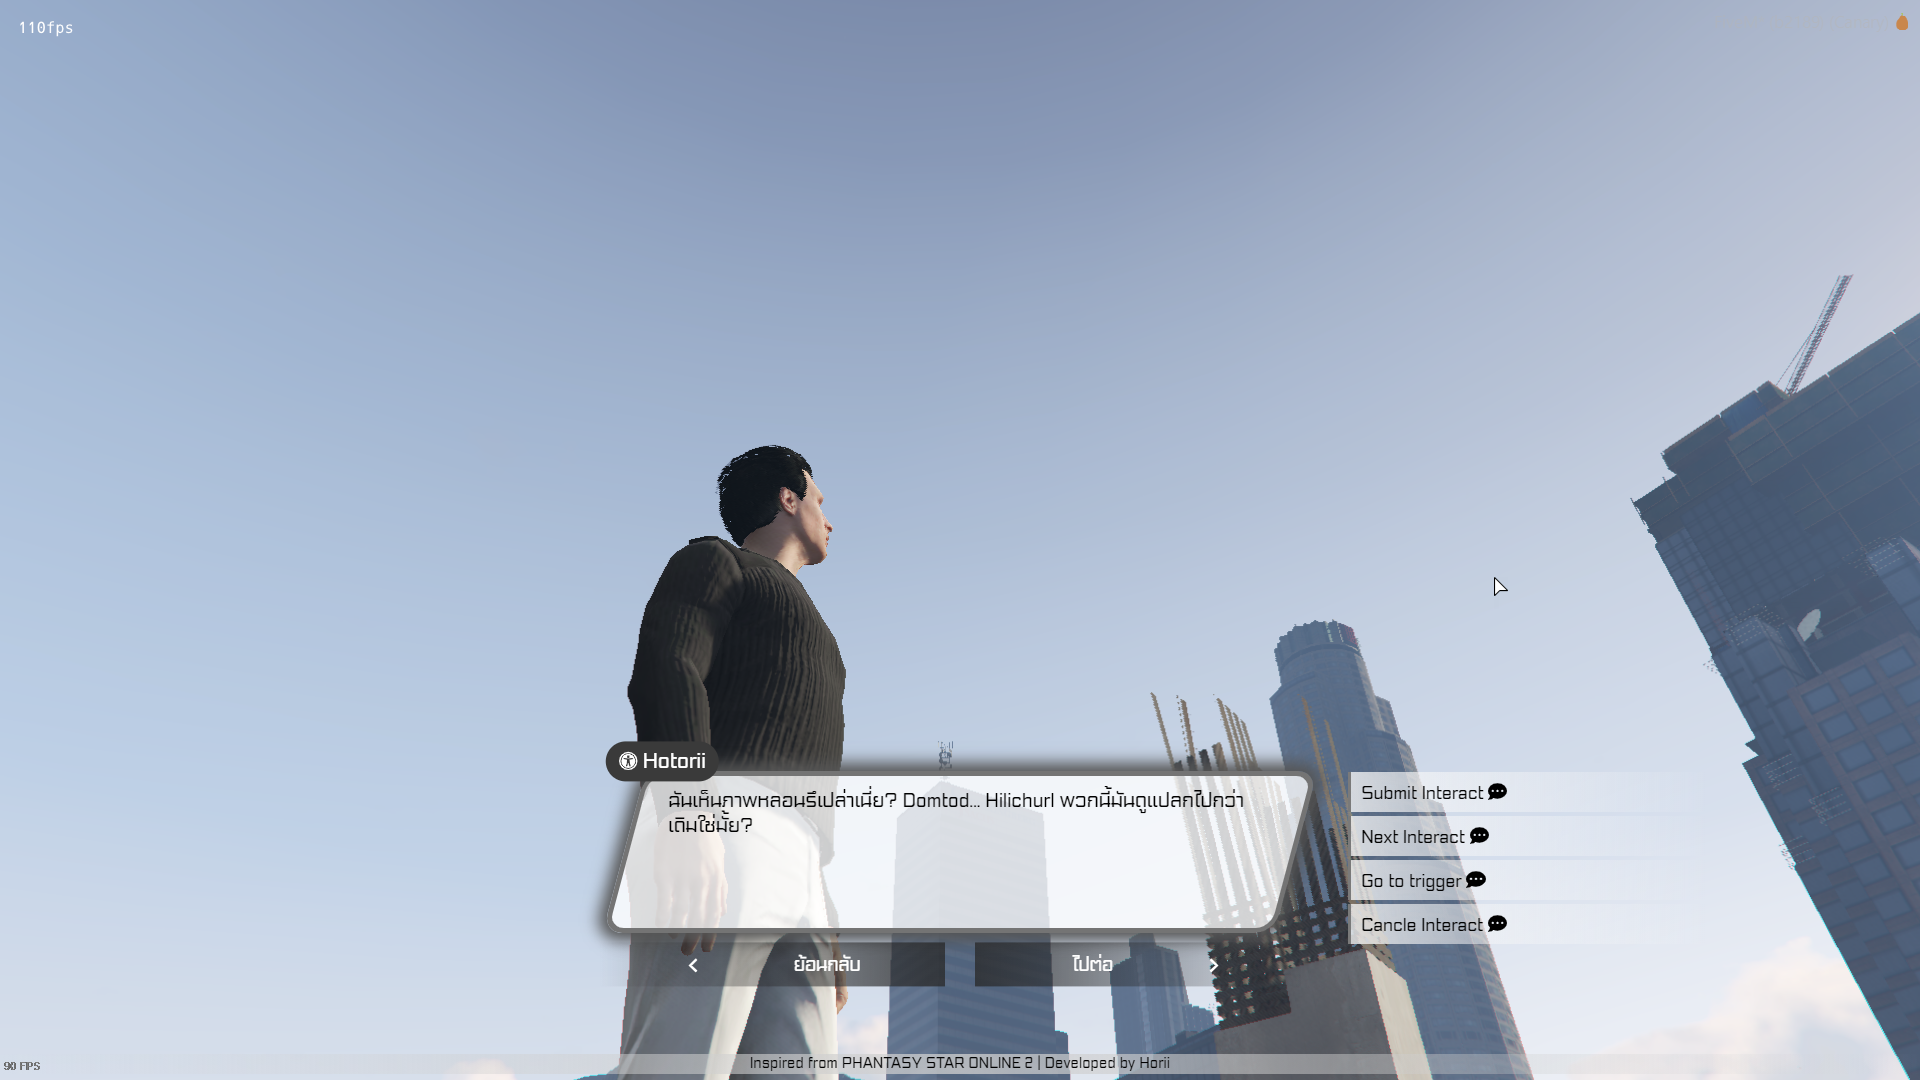 110fps
Hotorii
ฉันเห็นภาพหลอนรึเปล่าเนี่ย? Domtod... Hilichurl พวกนี้มันดูแปลกไปกว่า
เดิมใช่มั้ย?
Submit Interact
Next Interact
Go to trigger
Cancle Interact
ย้อนกลับ
ไปต่อ
Inspired from PHANTASY STAR ONLINE 2 | Developed by Horii
90 FPS